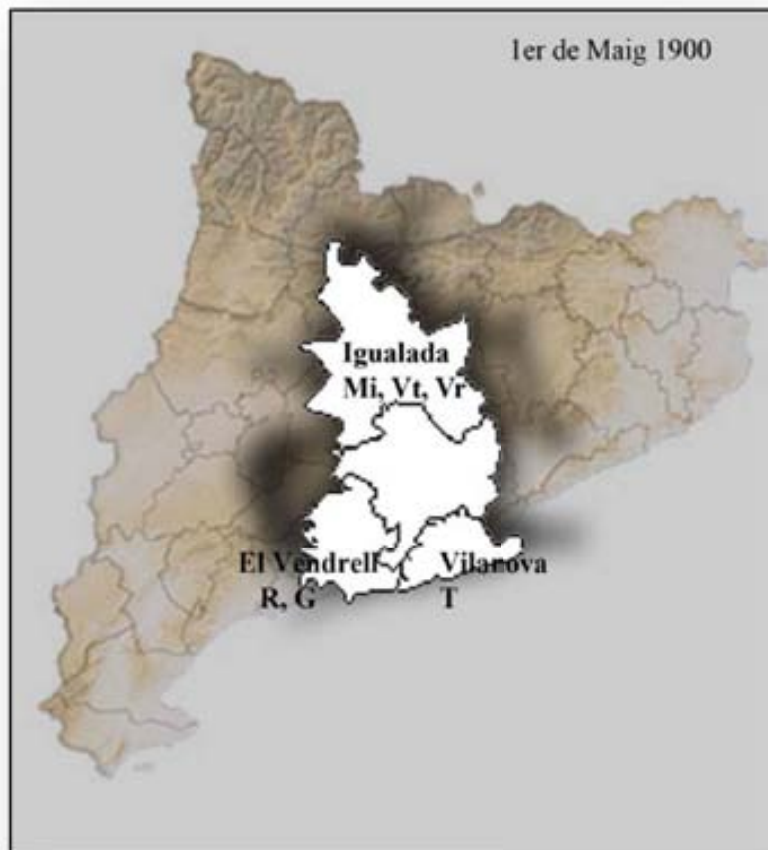 1er de Maig 1900
Igualada
Mi, Vt, Vr
El Vendrell
R, G
Vilanova
T